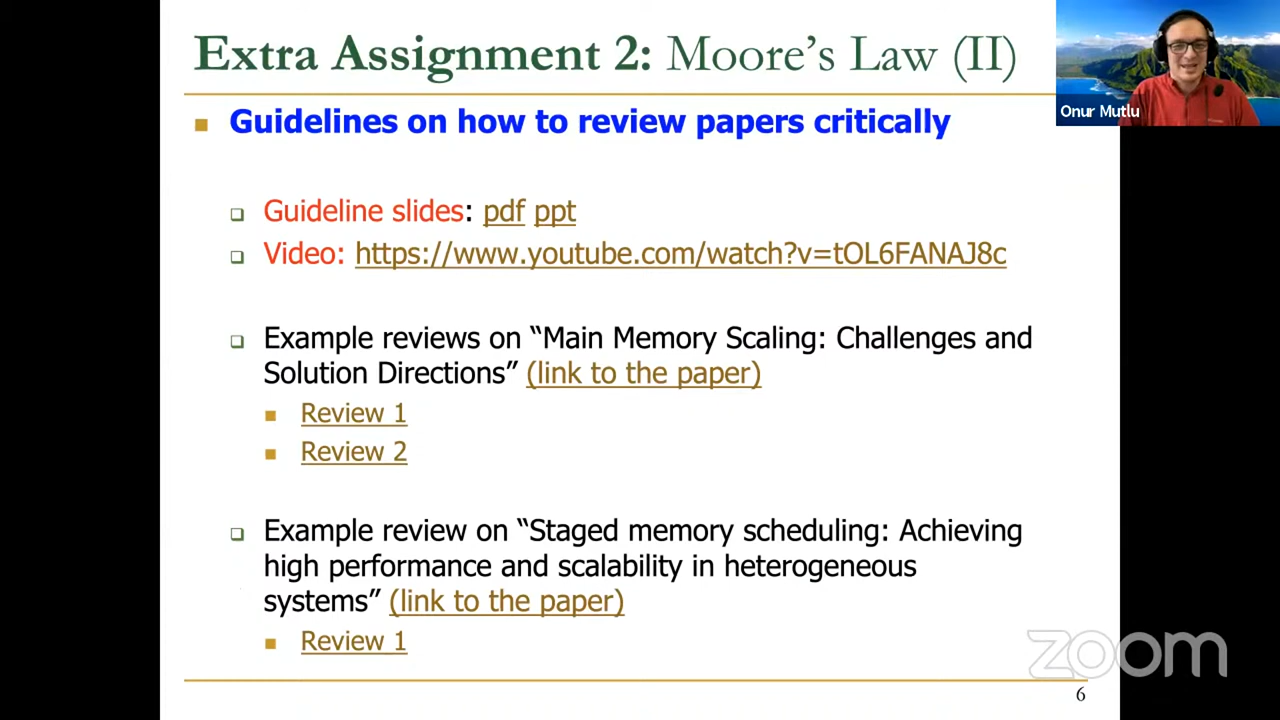 Extra Assignment 2: Moore's Law (II)
Onur Mutlu
Guidelines on how to review papers critically
Guideline slides: pdf ppt
Video: https://www.youtube.com/watch?v=tOL6FANAJ8c
Example reviews on “Main Memory Scaling: Challenges and
Solution Directions” (link to the paper)
Review 1
Review 2
Example review on “Staged memory scheduling: Achieving
high performance and scalability in heterogeneous
systems” (link to the paper)
Review 1
zoom
6